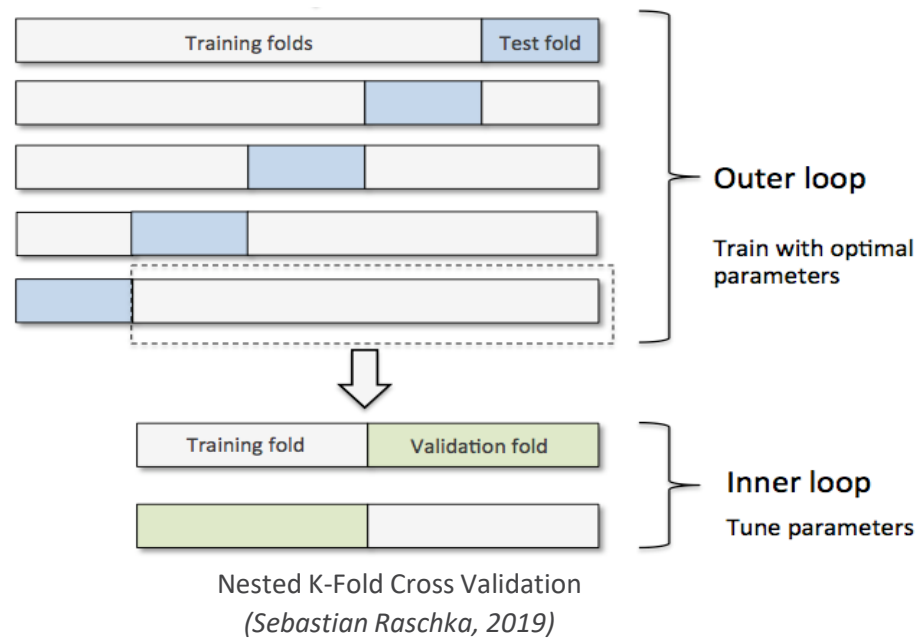 Training folds
Test fold
Outer loop
Train with optimal
parameters
Training fold
Validation fold
Inner loop
Tune parameters
Nested K-Fold Cross Validation
(Sebastian Raschka, 2019)